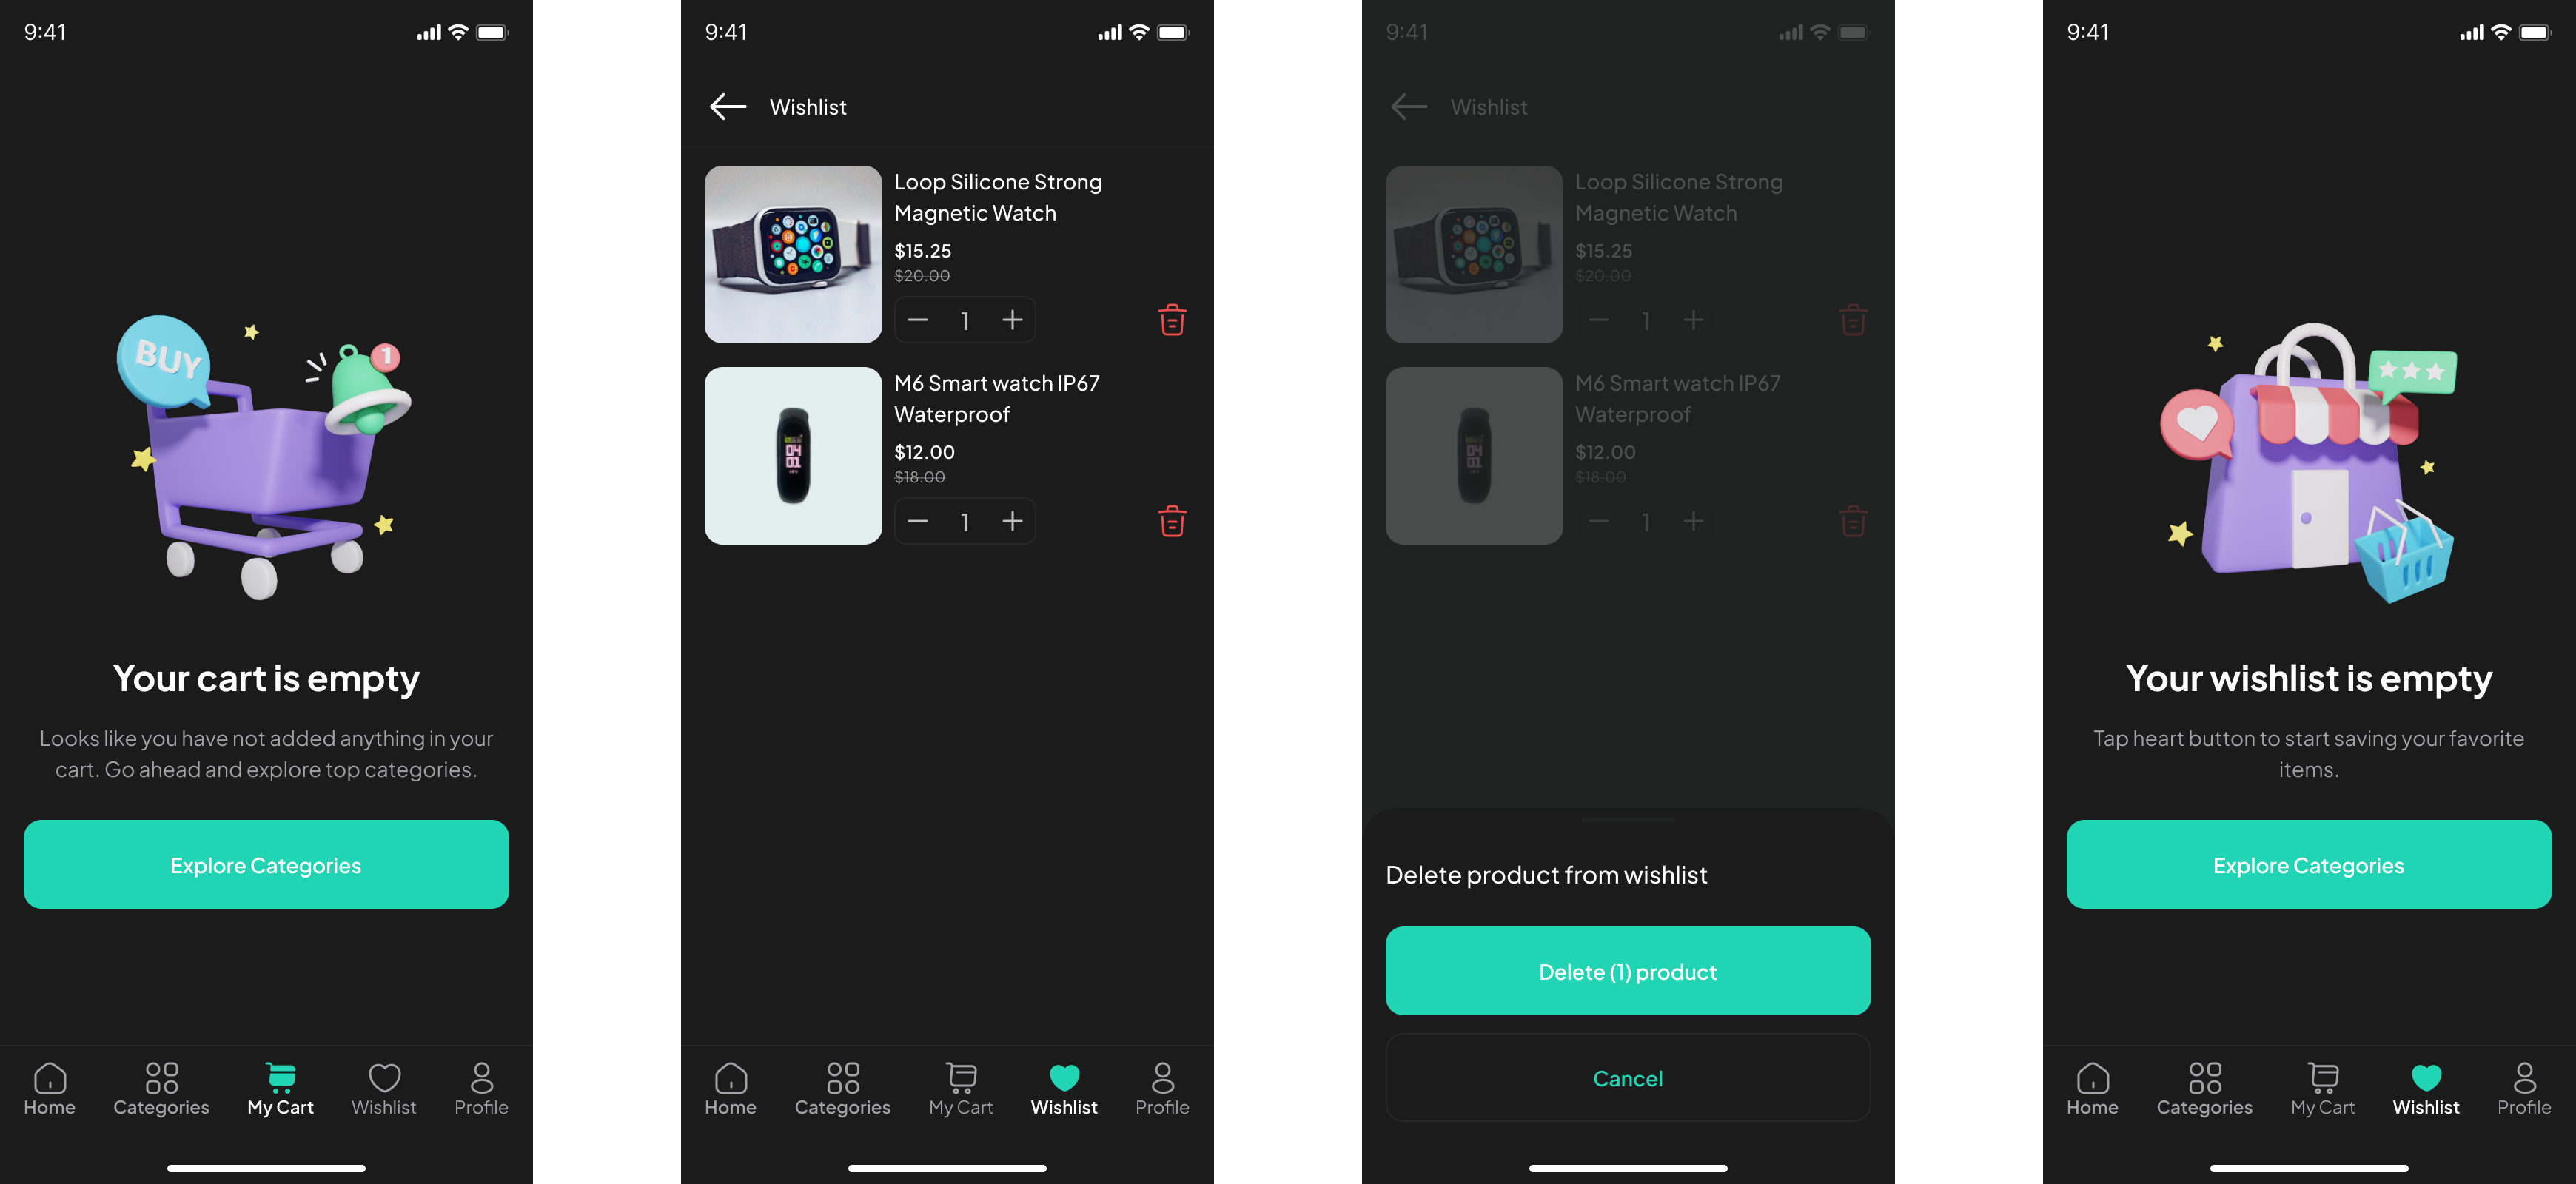 9:41
BUY
1
Your cart is empty
Looks like you have not added anything in your
cart. Go ahead and explore top categories.
Explore Categories
Home
Categories
My Cart
Wishlist
Profile
9:41
Wishlist
Loop Silicone Strong
Magnetic Watch
$15.25
$20.00
1
M6 Smart watch IP67
Waterproof
04
01
$12.00
$18.00
1
Home
Categories
My Cart
Wishlist
Profile
9:41
Wishlist
Loop Silicone Strong
Magnetic Watch
$15.25
$20.00
1
M6 Smart watch IP67
Waterproof
04
01
$12.00
$18.00
1
Delete product from wishlist
Delete (1) product
Cancel
9:41
Your wishlist is empty
Tap heart button to start saving your favorite
items.
Explore Categories
Home
Categories
My Cart
Wishlist
Profile